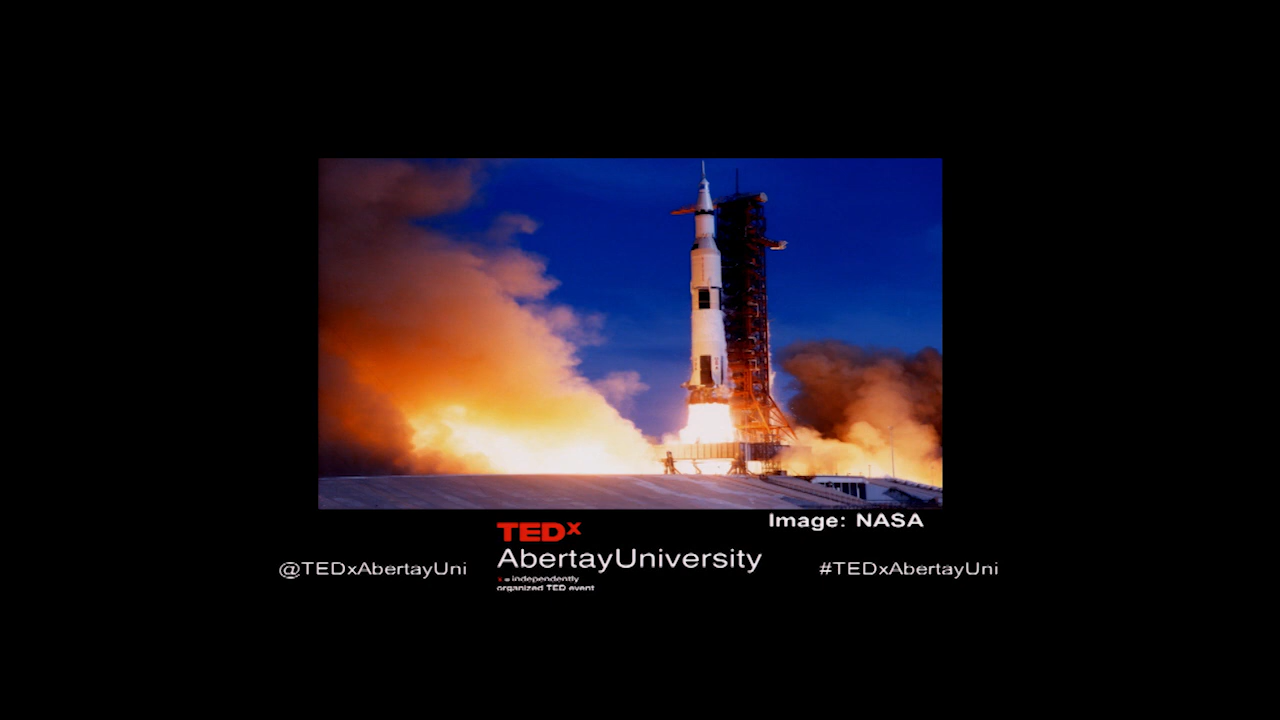 Image: NASA
TEDx
AbertayUniversity
@TEDxAbertayUni
#TEDxAbertayUni
x = independently
organized TED event